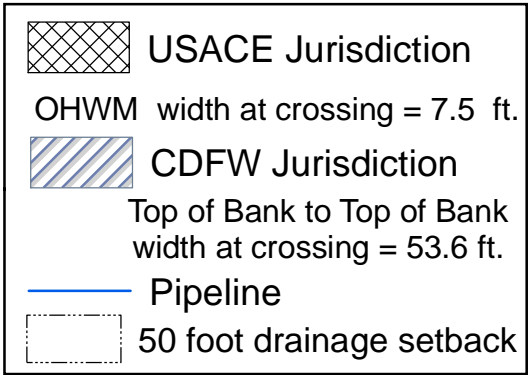 USACE Jurisdiction
OHWM width at crossing = 7.5 ft.
CDFW Jurisdiction
Top of Bank to Top of Bank
width at crossing = 53.6 ft.
Pipeline
50 foot drainage setback